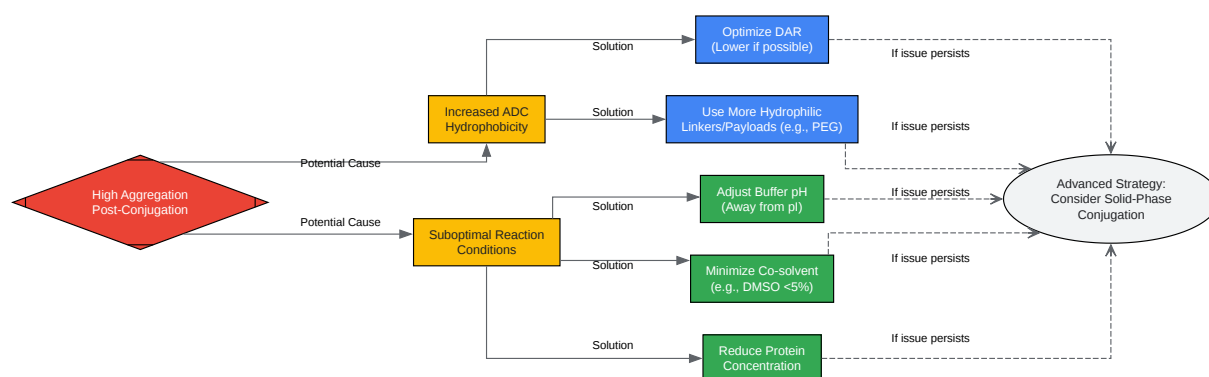 High Aggregation
Post-Conjugation
Potential Cause
Potential Cause
Increased ADC
Hydrophobicity
Suboptimal Reaction
Conditions
Solution
Solution
Solution
Solution
Solution
Optimize DAR
(Lower if possible)
Use More Hydrophilic
Linkers/Payloads (e.g., PEG)
Adjust Buffer pH
(Away from pI)
Minimize Co-solvent
(e.g., DMSO <5%)
Reduce Protein
Concentration
If issue persists
If issue persists
If issue persists
If issue persists
If issue persists
Advanced Strategy:
Consider Solid-Phase
Conjugation